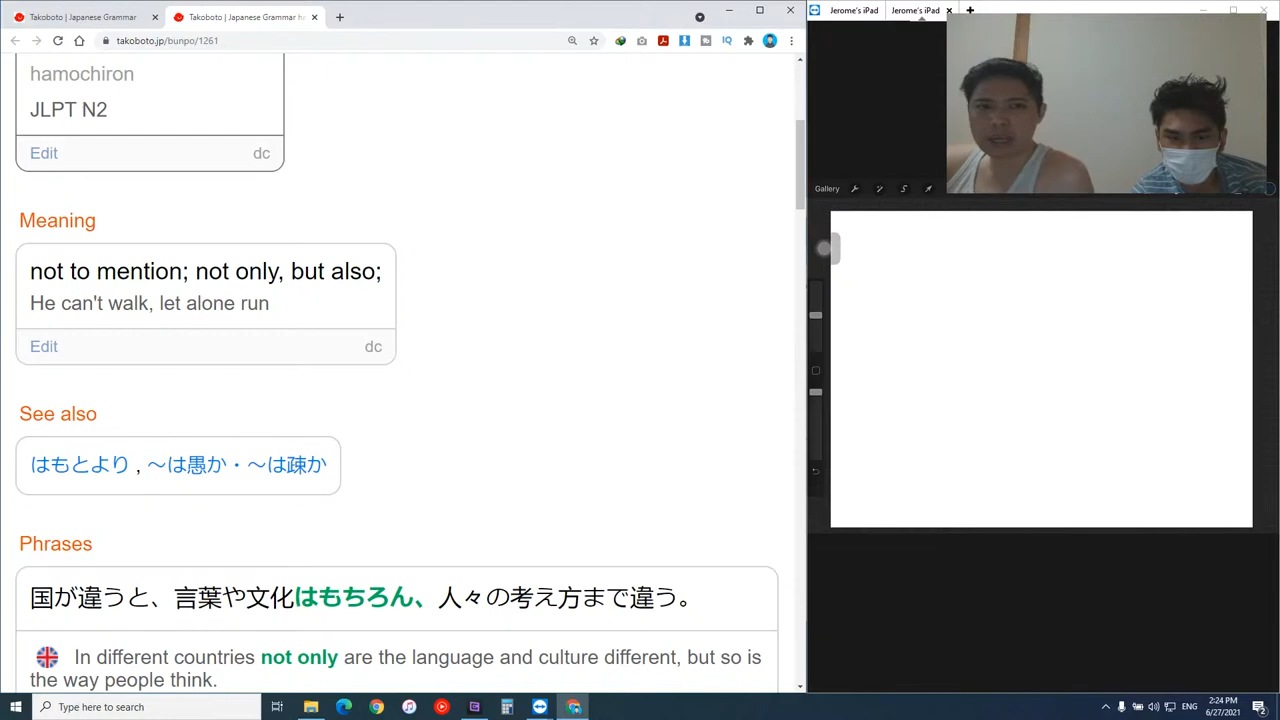 Takoboto | Japanese Grammar
Takoboto | Japanese Grammar ha
Jerome's iPad
Jerome's iPad
takoboto.jp/bunpo/1261
IQ
hamochiron
JLPT N2
Edit
dc
Gallery
Meaning
not to mention; not only, but also;
He can't walk, let alone run
Edit
dc
See also
はもとより , ～は愚か・～は疎か
Phrases
国が違うと、言葉や文化はもちろん、人々の考え方まで違う。
In different countries not only are the language and culture different, but so is
the way people think.
Type here to search
ENG
2:24 PM
6/27/2021
2